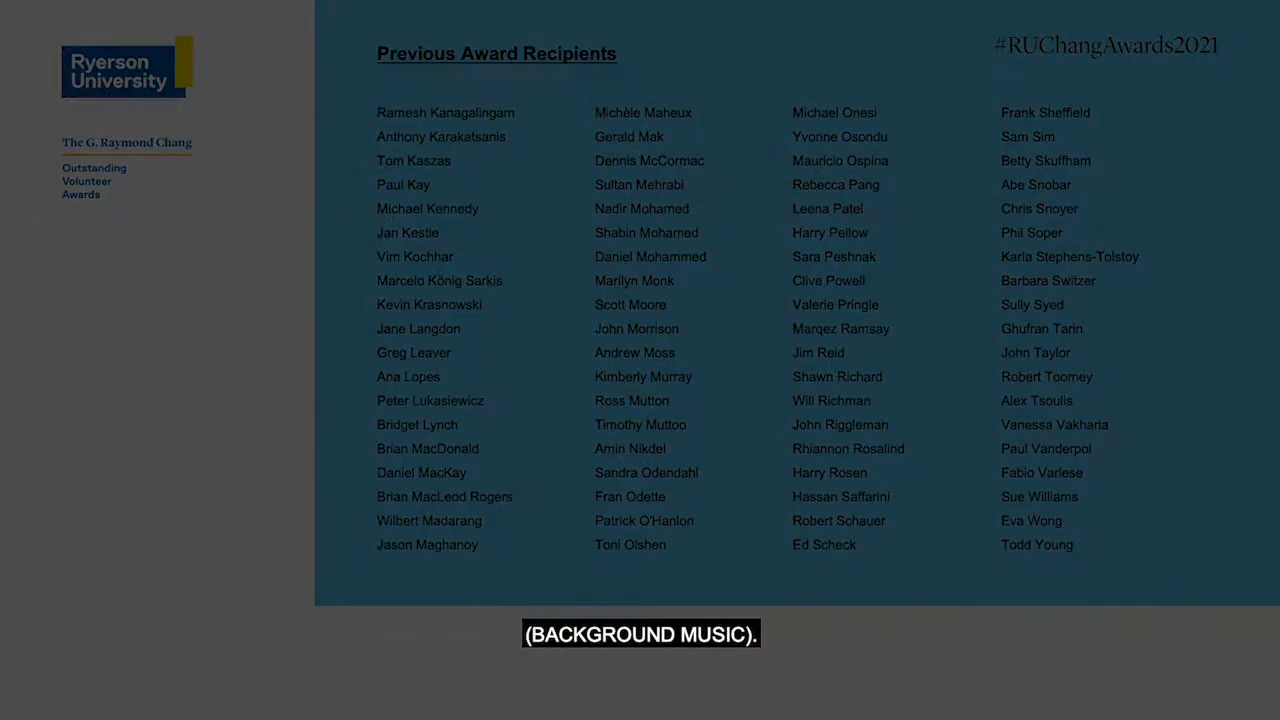 Ryerson
University
The G. Raymond Chang
Outstanding
Volunteer
Awards
Previous Award Recipients
#RUChangAwards2021
Ramesh Kanagalingam
Anthony Karakatsanis
Tom Kaszas
Paul Kay
Michael Kennedy
Jan Kestle
Vim Kochhar
Marcelo König Sarkis
Kevin Krasnowski
Jane Langdon
Greg Leaver
Ana Lopes
Peter Lukasiewicz
Bridget Lynch
Brian MacDonald
Daniel MacKay
Brian MacLeod Rogers
Wilbert Madarang
Jason Maghanoy
Michèle Maheux
Gerald Mak
Dennis McCormac
Sultan Mehrabi
Nadir Mohamed
Shabin Mohamed
Daniel Mohammed
Marilyn Monk
Scott Moore
John Morrison
Andrew Moss
Kimberly Murray
Ross Mutton
Timothy Muttoo
Amin Nikdel
Sandra Odendahl
Fran Odette
Patrick O'Hanlon
Toni Olshen
Michael Onesi
Yvonne Osondu
Mauricio Ospina
Rebecca Pang
Leena Patel
Harry Pellow
Sara Peshnak
Clive Powell
Valerie Pringle
Marqez Ramsay
Jim Reid
Shawn Richard
Will Richman
John Riggleman
Rhiannon Rosalind
Harry Rosen
Hassan Saffarini
Robert Schauer
Ed Scheck
Frank Sheffield
Sam Sim
Betty Skuffham
Abe Snobar
Chris Snoyer
Phil Soper
Karla Stephens-Tolstoy
Barbara Switzer
Sully Syed
Ghufran Tarin
John Taylor
Robert Toomey
Alex Tsoulis
Vanessa Vakharia
Paul Vanderpol
Fabio Varlese
Sue Williams
Eva Wong
Todd Young
(BACKGROUND MUSIC).